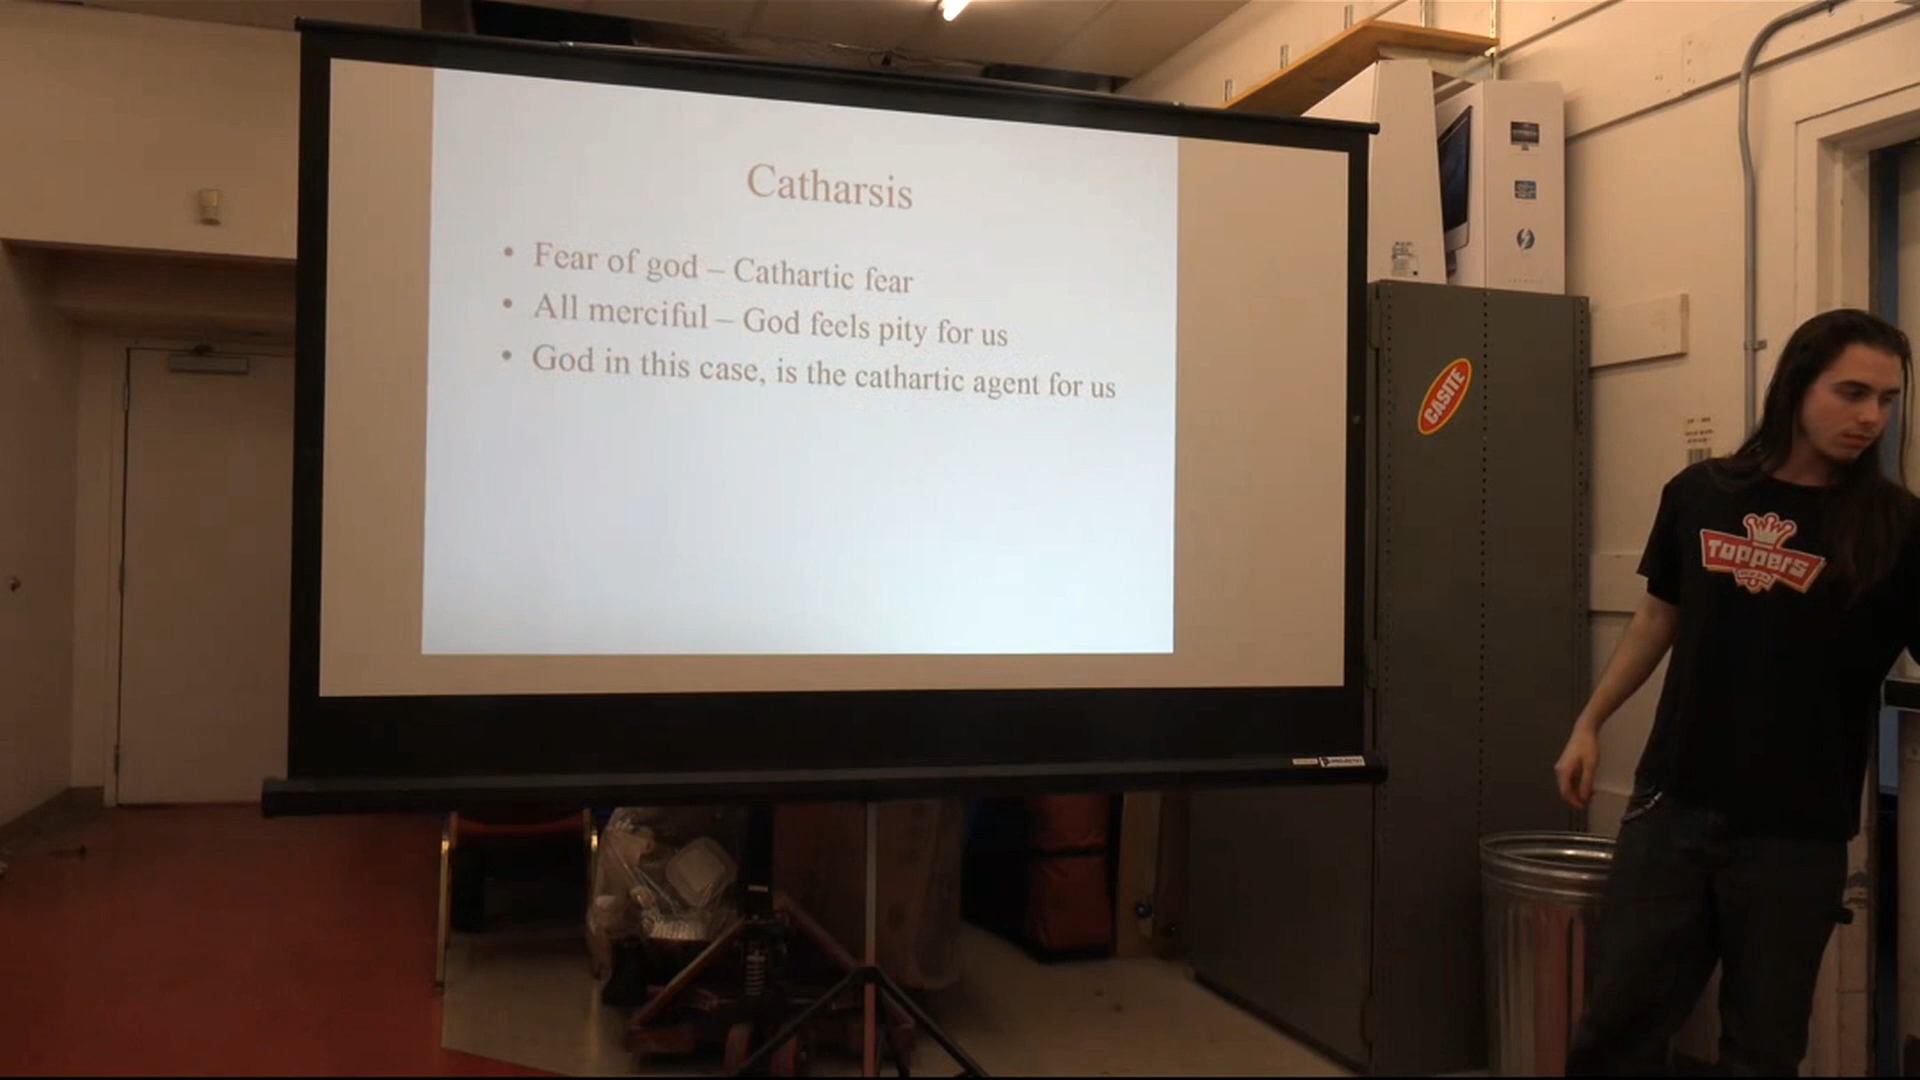 Catharsis
• Fear of god – Cathartic fear
• All merciful – God feels pity for us
• God in this case, is the cathartic agent for us
CASITE
Toppers